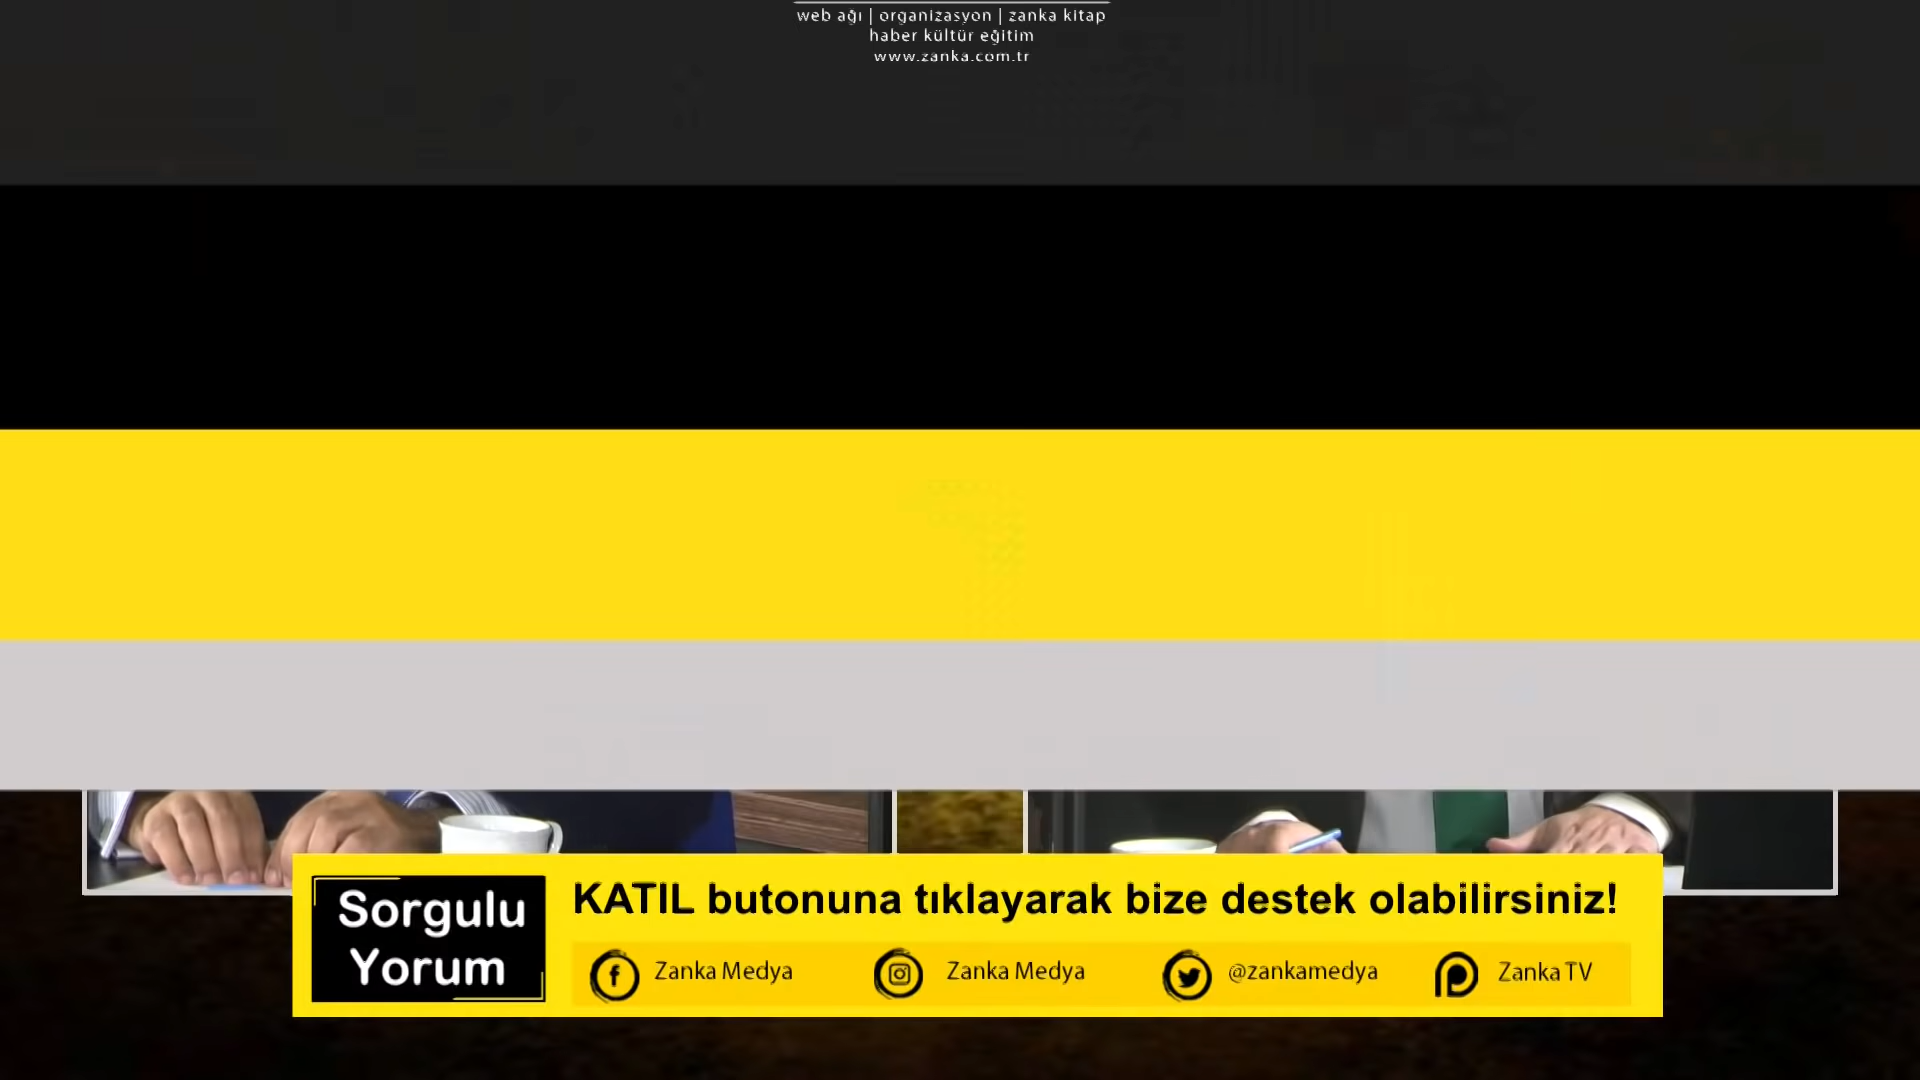 web ağı | organizasyon | zanka kitap
haber kültür eğitim
www.zanka.com.tr
Sorgulu
Yorum
KATIL butonuna tıklayarak bize destek olabilirsiniz!
Zanka Medya
Zanka Medya
@zankamedya
Zanka TV